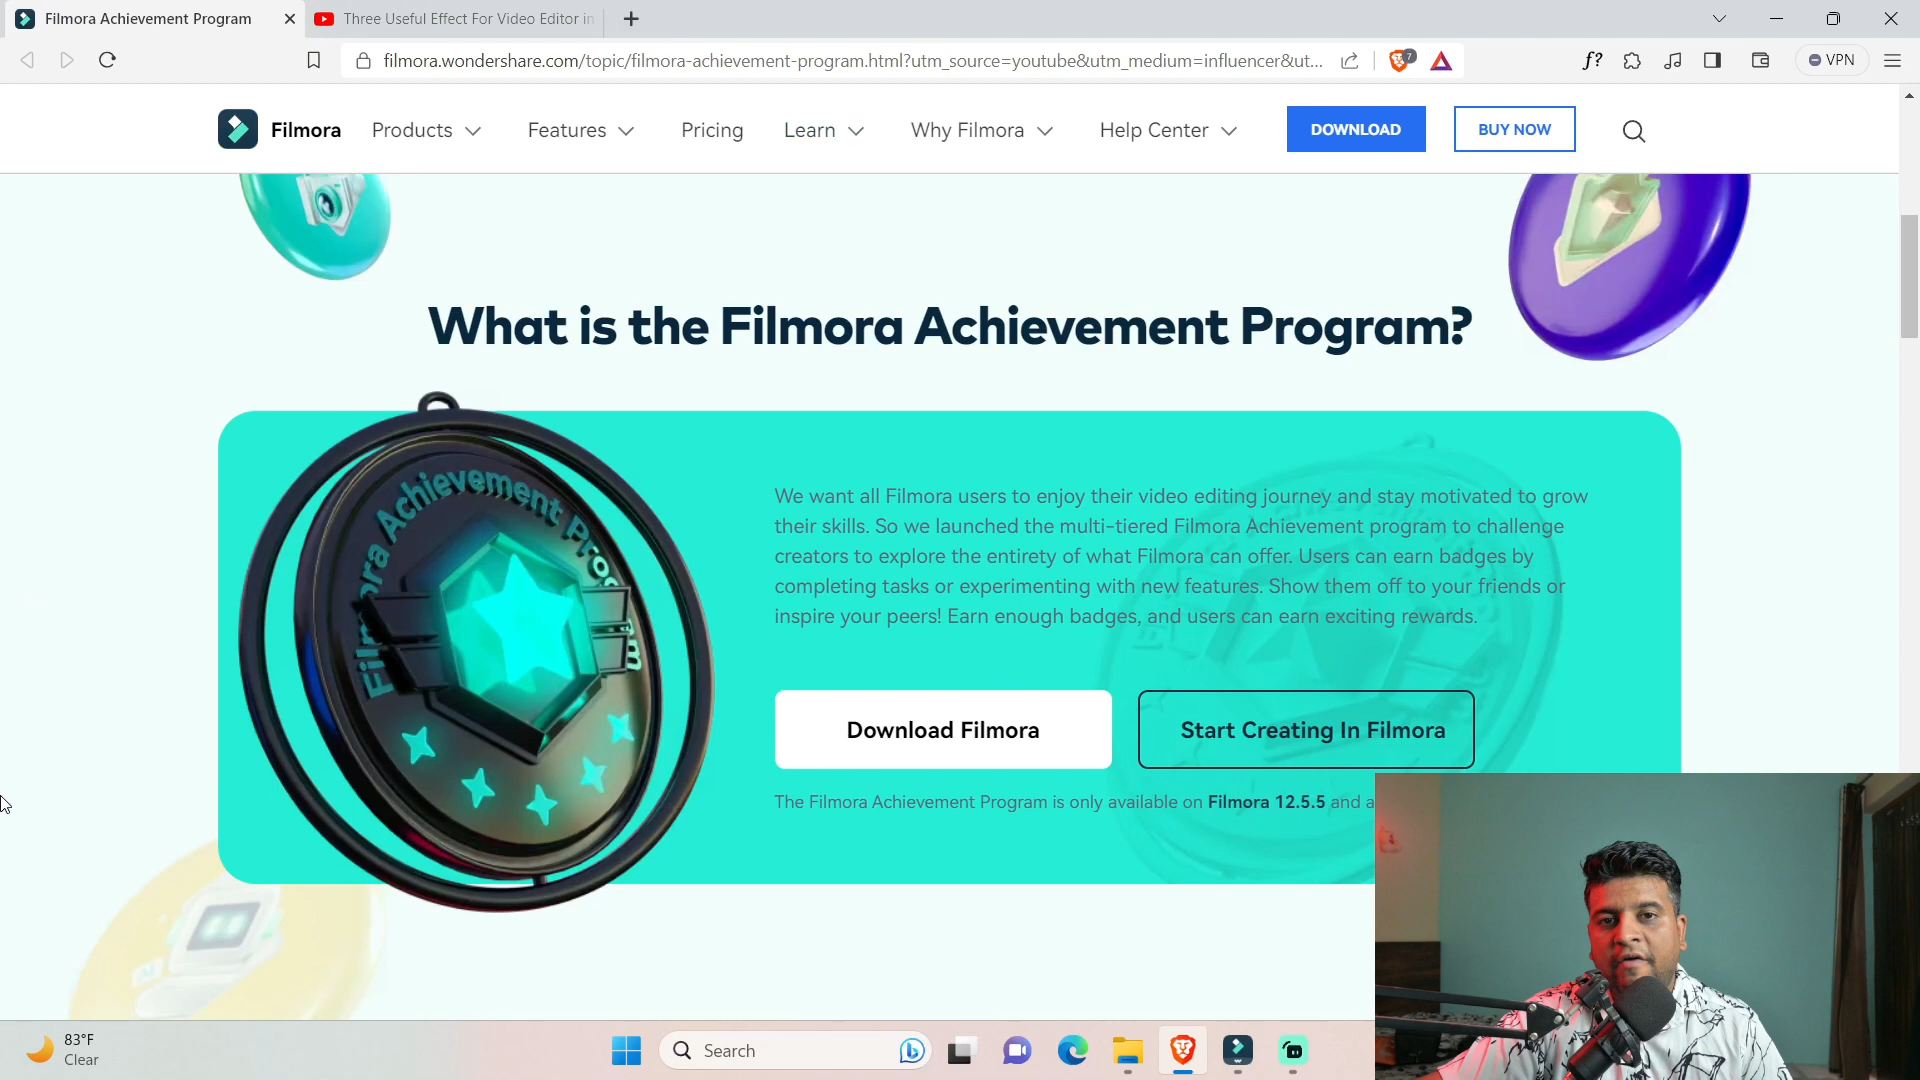 Filmora Achievement Program
Three Useful Effect For Video Editor in
filmora.wondershare.com/topic/filmora-achievement-program.html?utm_source=youtube&utm_medium=influencer&ut...
7
f?
VPN
Filmora
Products
Features
Pricing
Learn
Why Filmora
Help Center
DOWNLOAD
BUY NOW
What is the Filmora Achievement Program?
Filmora Achievement Program
We want all Filmora users to enjoy their video editing journey and stay motivated to grow
their skills. So we launched the multi-tiered Filmora Achievement program to challenge
creators to explore the entirety of what Filmora can offer. Users can earn badges by
completing tasks or experimenting with new features. Show them off to your friends or
inspire your peers! Earn enough badges, and users can earn exciting rewards.
Download Filmora
Start Creating In Filmora
The Filmora Achievement Program is only available on Filmora 12.5.5 and a
83°F
Clear
Search